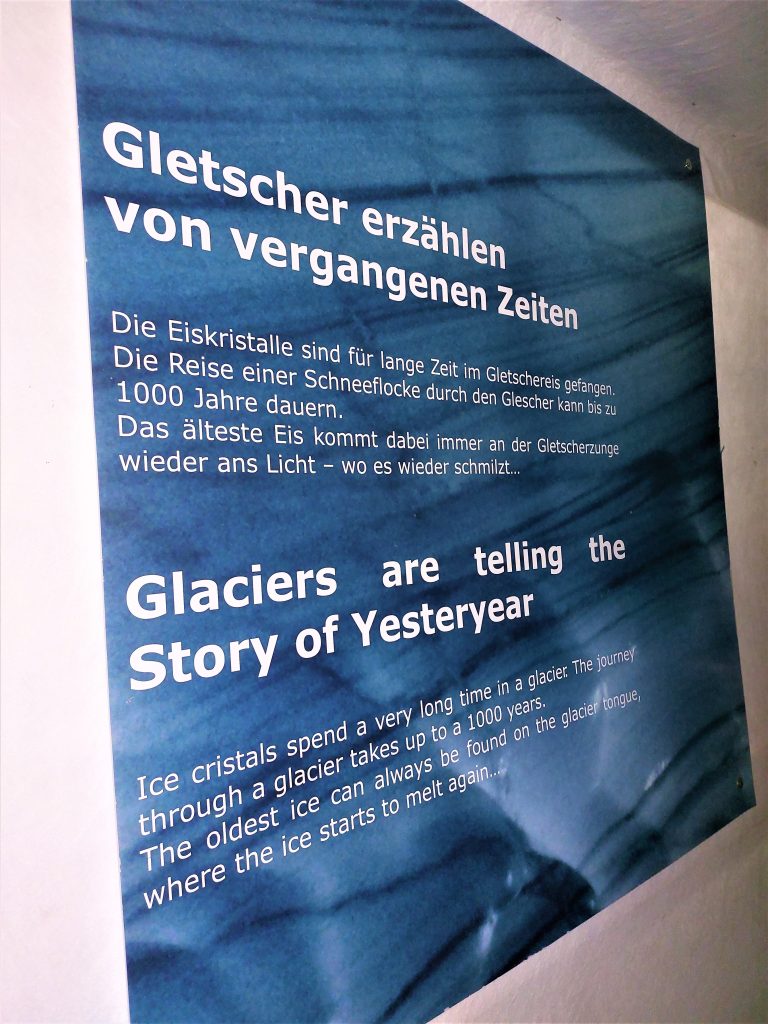 Gletscher erzählen
von vergangenen Zeiten
Die Eiskristalle sind für lange Zeit im Gletschereis gefangen.
Die Reise einer Schneeflocke durch den Glescher kann bis zu
1000 Jahre dauern.
Das älteste Eis kommt dabei immer an der Gletscherzunge
wieder ans Licht – wo es wieder schmilzt...
Glaciers are telling the
Story of Yesteryear
Ice cristals spend a very long time in a glacier. The journey
through a glacier takes up to a 1000 years.
The oldest ice can always be found on the glacier tongue,
where the ice starts to melt again...